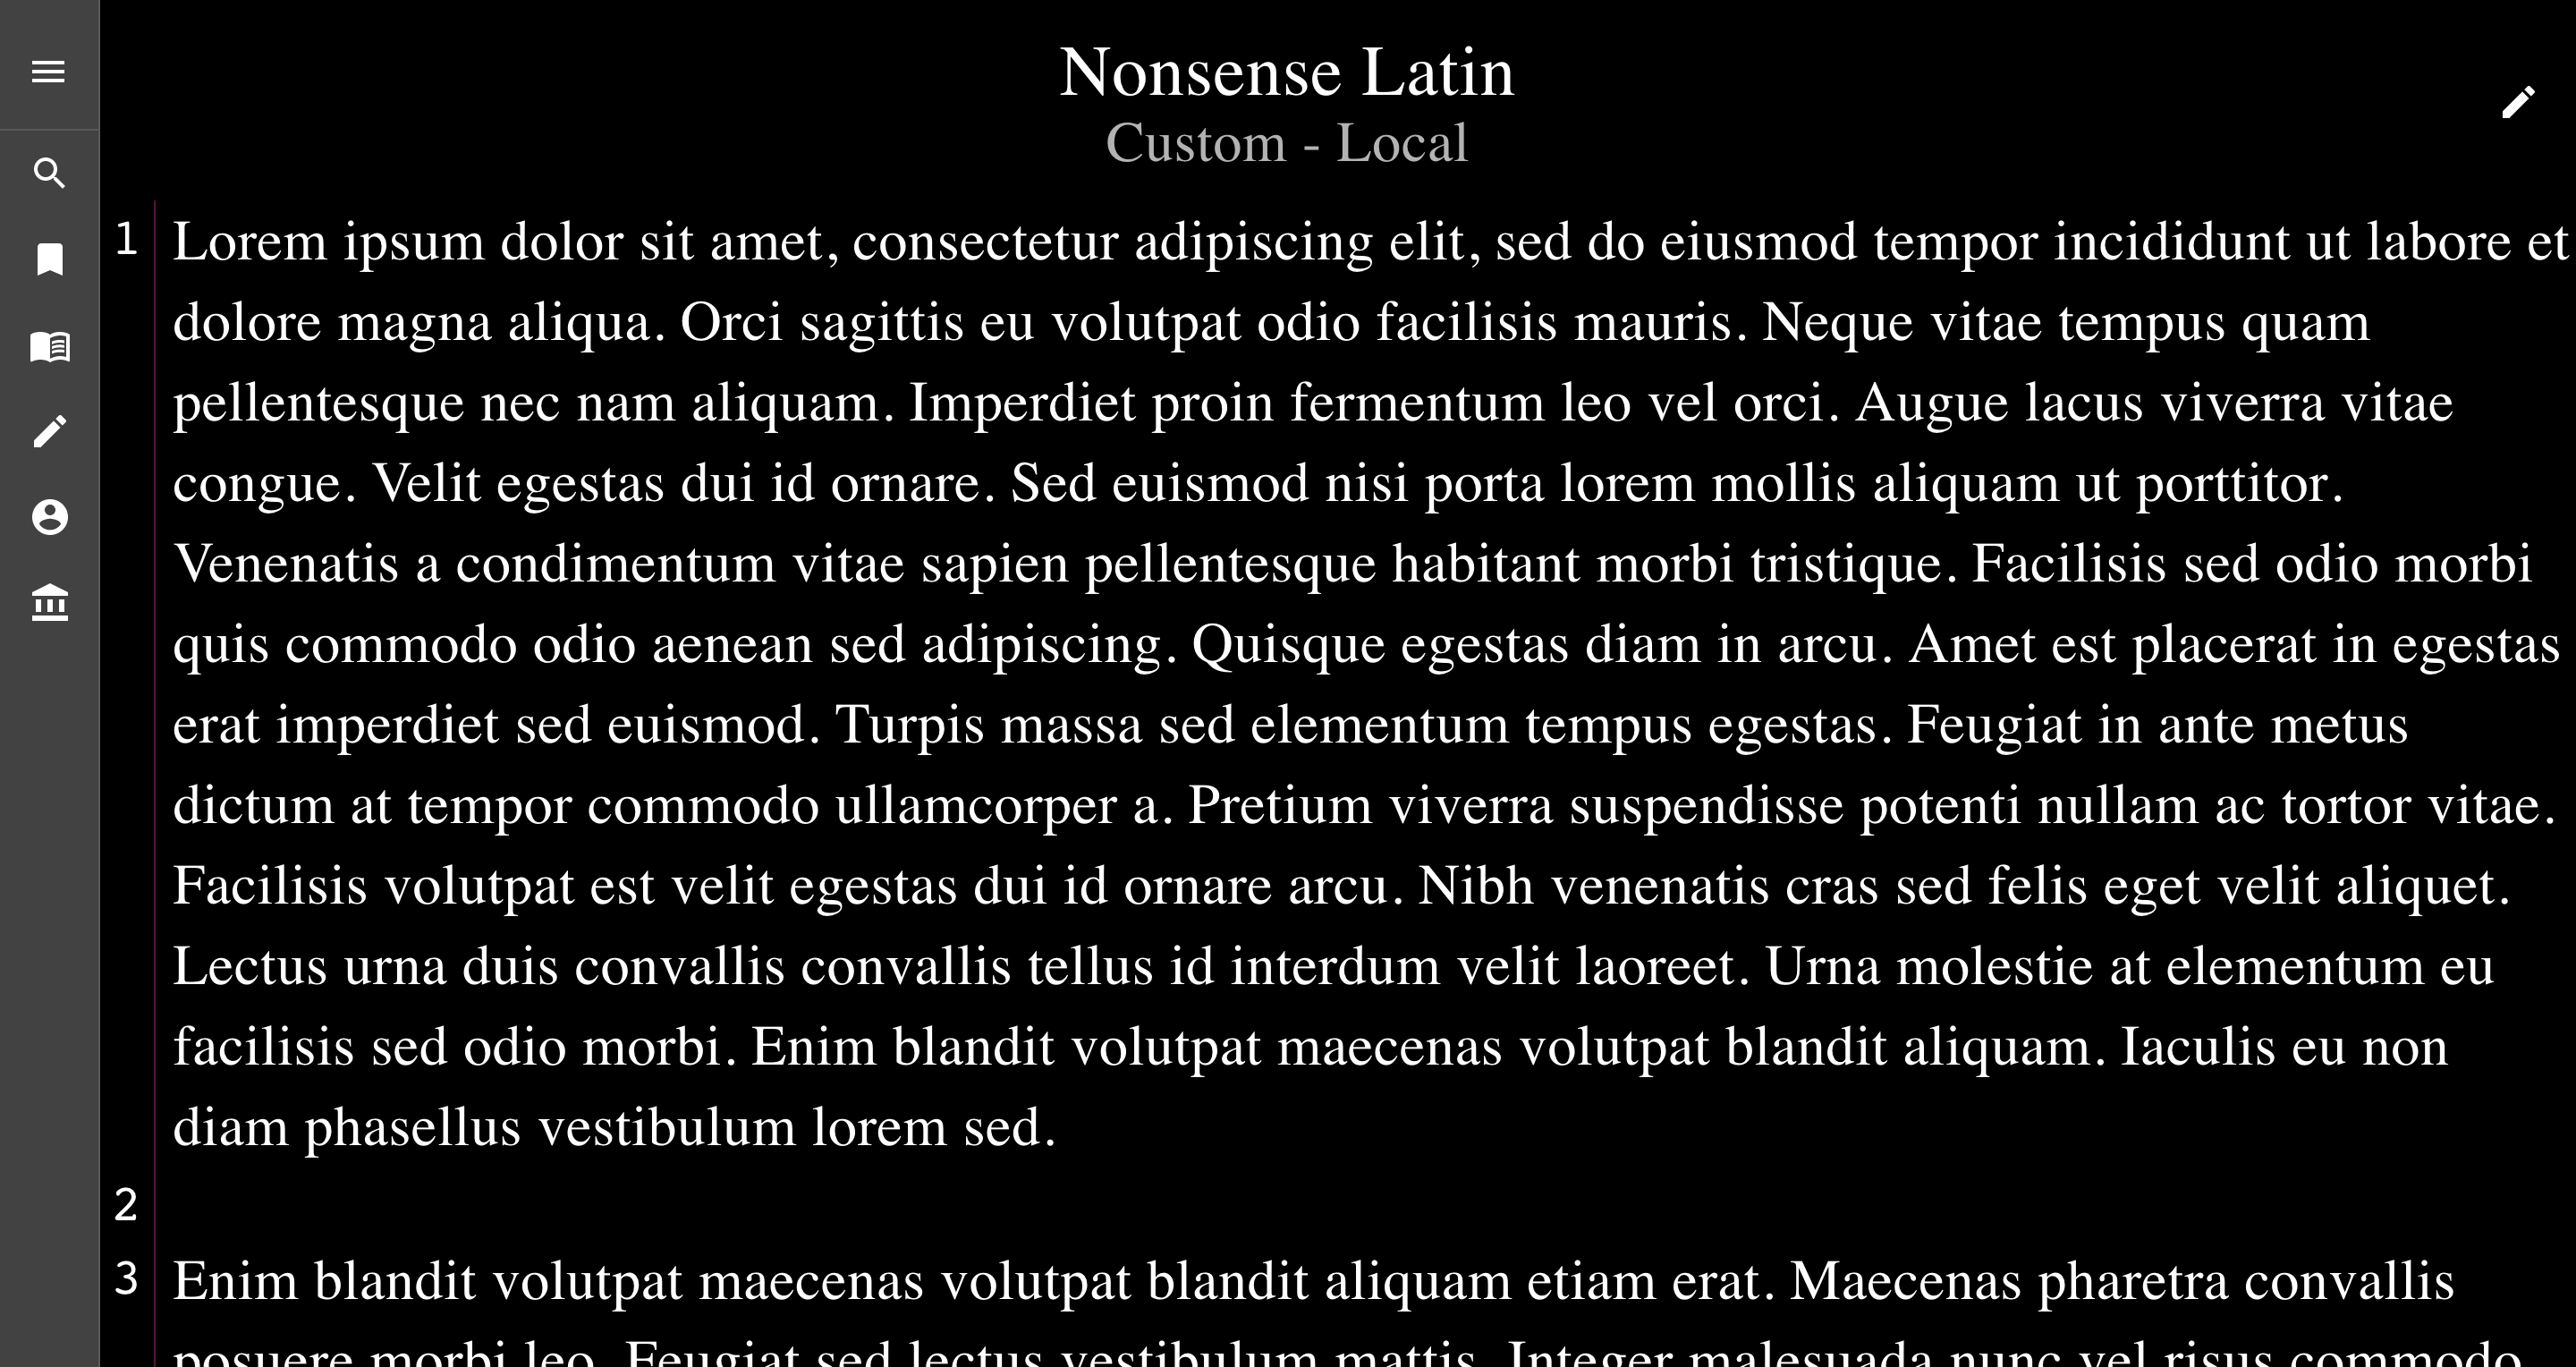 Nonsense Latin
Custom - Local
1 Lorem ipsum dolor sit amet, consectetur adipiscing elit, sed do eiusmod tempor incididunt ut labore et
dolore magna aliqua. Orci sagittis eu volutpat odio facilisis mauris. Neque vitae tempus quam
pellentesque nec nam aliquam. Imperdiet proin fermentum leo vel orci. Augue lacus viverra vitae
congue. Velit egestas dui id ornare. Sed euismod nisi porta lorem mollis aliquam ut porttitor.
Venenatis a condimentum vitae sapien pellentesque habitant morbi tristique. Facilisis sed odio morbi
quis commodo odio aenean sed adipiscing. Quisque egestas diam in arcu. Amet est placerat in egestas
erat imperdiet sed euismod. Turpis massa sed elementum tempus egestas. Feugiat in ante metus
dictum at tempor commodo ullamcorper a. Pretium viverra suspendisse potenti nullam ac tortor vitae.
Facilisis volutpat est velit egestas dui id ornare arcu. Nibh venenatis cras sed felis eget velit aliquet.
Lectus urna duis convallis convallis tellus id interdum velit laoreet. Urna molestie at elementum eu
facilisis sed odio morbi. Enim blandit volutpat maecenas volutpat blandit aliquam. Iaculis eu non
diam phasellus vestibulum lorem sed.
2
3 Enim blandit volutpat maecenas volutpat blandit aliquam etiam erat. Maecenas pharetra convallis
posuere morbi leo. Feugiat sed lectus vestibulum mattis. Integer malesuada nunc vel risus commodo